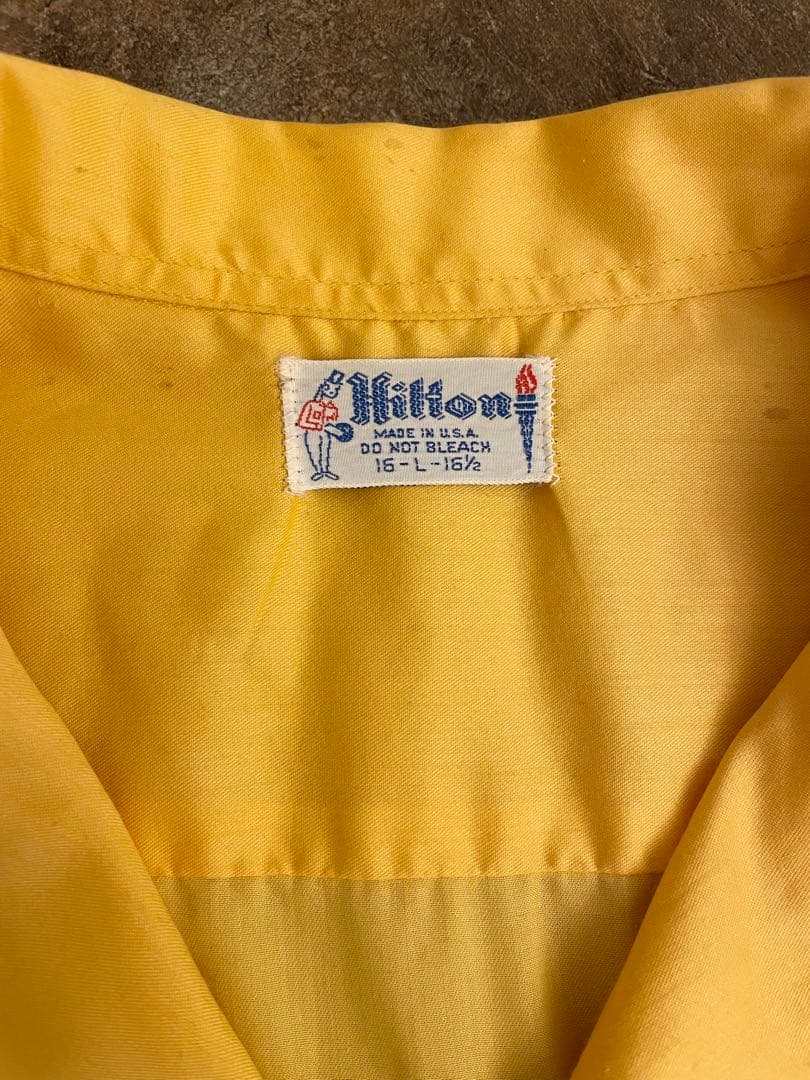 Hilton
MADE IN U.S.A.
DO NOT BLEACH
16-L-16½